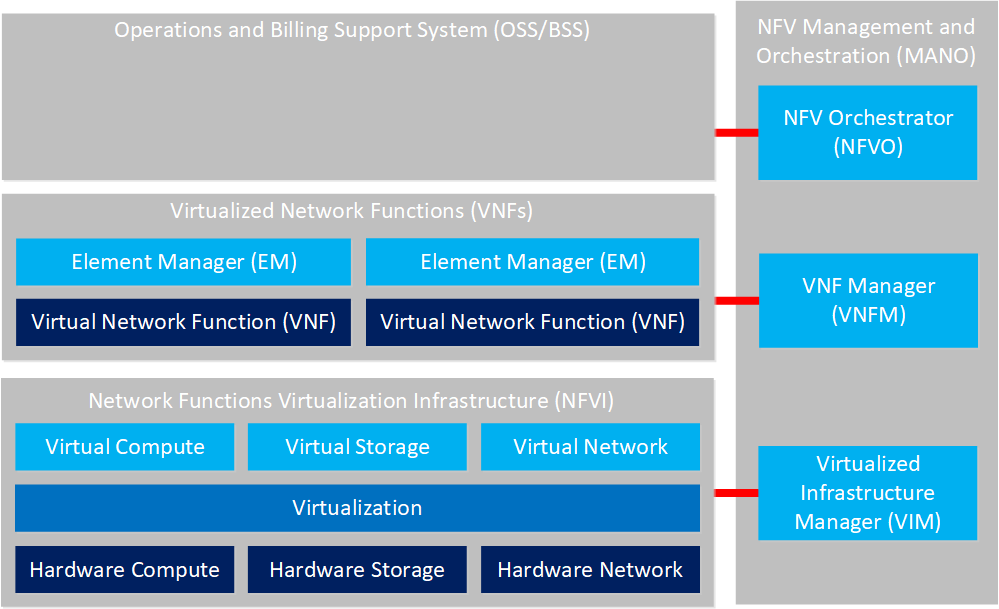 Operations and Billing Support System (OSS/BSS)
NFV Management and
Orchestration (MANO)
NFV Orchestrator
(NFVO)
Virtualized Network Functions (VNFs)
Element Manager (EM)
Element Manager (EM)
Virtual Network Function (VNF)
Virtual Network Function (VNF)
VNF Manager
(VNFM)
Network Functions Virtualization Infrastructure (NFVI)
Virtual Compute
Virtual Storage
Virtual Network
Virtualization
Hardware Compute
Hardware Storage
Hardware Network
Virtualized
Infrastructure
Manager (VIM)